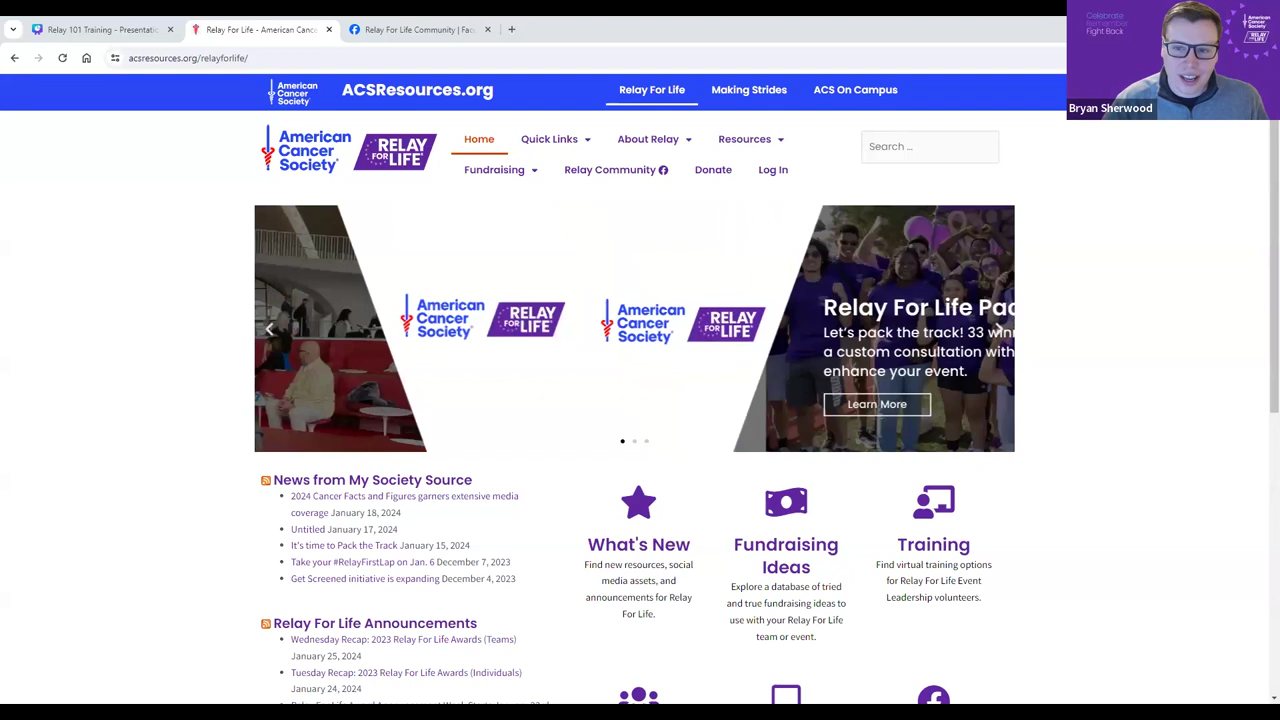 Relay 101 Training - Presentatic
Relay For Life - American Cance
Relay For Life Community | Fac
acsresources.org/relayforlife/
Celebrate
Remember
Fight Back
American
Cancer
Society
RELAY
FOR LIFE
Bryan Sherwood
American
Cancer
Society
ACSResources.org
Relay For Life
Making Strides
ACS On Campus
American
Cancer
Society®
RELAY
FOR LIFE®
Home
Quick Links
About Relay
Resources
Search ...
Fundraising
Relay Community
Donate
Log In
American
Cancer
Society®
RELAY
FOR LIFE®
American
Cancer
Society®
RELAY
FOR LIFE®
Relay For Life Pac
Let's pack the track! 33 winn
a custom consultation with
enhance your event.
Learn More
News from My Society Source
2024 Cancer Facts and Figures garners extensive media
coverage January 18, 2024
Untitled January 17, 2024
It's time to Pack the Track January 15, 2024
Take your #RelayFirstLap on Jan. 6 December 7, 2023
Get Screened initiative is expanding December 4, 2023
Relay For Life Announcements
Wednesday Recap: 2023 Relay For Life Awards (Teams)
January 25, 2024
Tuesday Recap: 2023 Relay For Life Awards (Individuals)
January 24, 2024
What's New
Find new resources, social
media assets, and
announcements for Relay
For Life.
Fundraising
Ideas
Explore a database of tried
and true fundraising ideas to
use with your Relay For Life
team or event.
Training
Find virtual training options
for Relay For Life Event
Leadership volunteers.